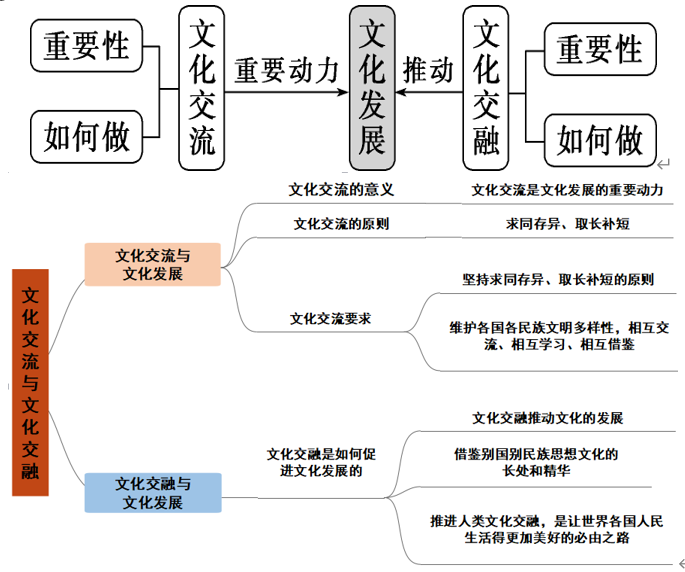 重要性
如何做
文化交流
重要动力
文化发展
推动
文化交融
重要性
如何做
文化交流与文化交融
文化交流与
文化发展
文化交流的意义
文化交流是文化发展的重要动力
文化交流的原则
求同存异、取长补短
文化交流要求
坚持求同存异、取长补短的原则
维护各国各民族文明多样性，相互交
流、相互学习、相互借鉴
文化交融与
文化发展
文化交融是如何促
进文化发展的
文化交融推动文化的发展
借鉴别国别民族思想文化的
长处和精华
推进人类文化交融，是让世界各国人民
生活得更加美好的必由之路